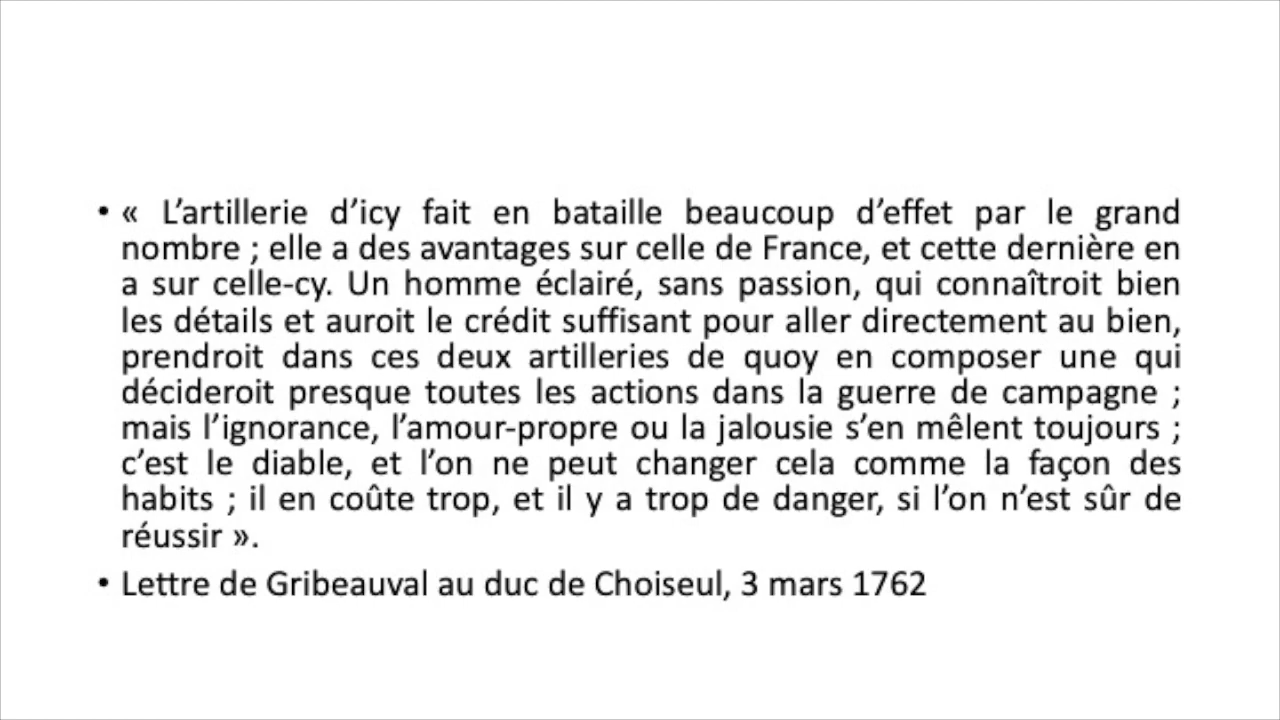 • « L’artillerie d’icy fait en bataille beaucoup d’effet par le grand
nombre ; elle a des avantages sur celle de France, et cette dernière en
a sur celle-cy. Un homme éclairé, sans passion, qui connaîtroit bien
les détails et auroit le crédit suffisant pour aller directement au bien,
prendroit dans ces deux artilleries de quoy en composer une qui
décideroit presque toutes les actions dans la guerre de campagne ;
mais l’ignorance, l’amour-propre ou la jalousie s’en mêlent toujours ;
c’est le diable, et l’on ne peut changer cela comme la façon des
habits ; il en coûte trop, et il y a trop de danger, si l’on n’est sûr de
réussir ».
• Lettre de Gribeauval au duc de Choiseul, 3 mars 1762